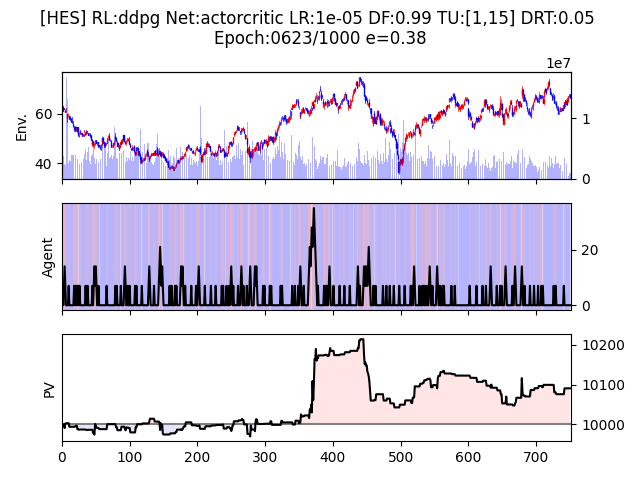 [HES] RL:ddpg Net:actorcritic LR:1e-05 DF:0.99 TU:[1,15] DRT:0.05
Epoch:0623/1000 e=0.38
1e7
Env.
60
40
1
0
Agent
20
0
PV
10200
10100
10000
0 100 200 300 400 500 600 700